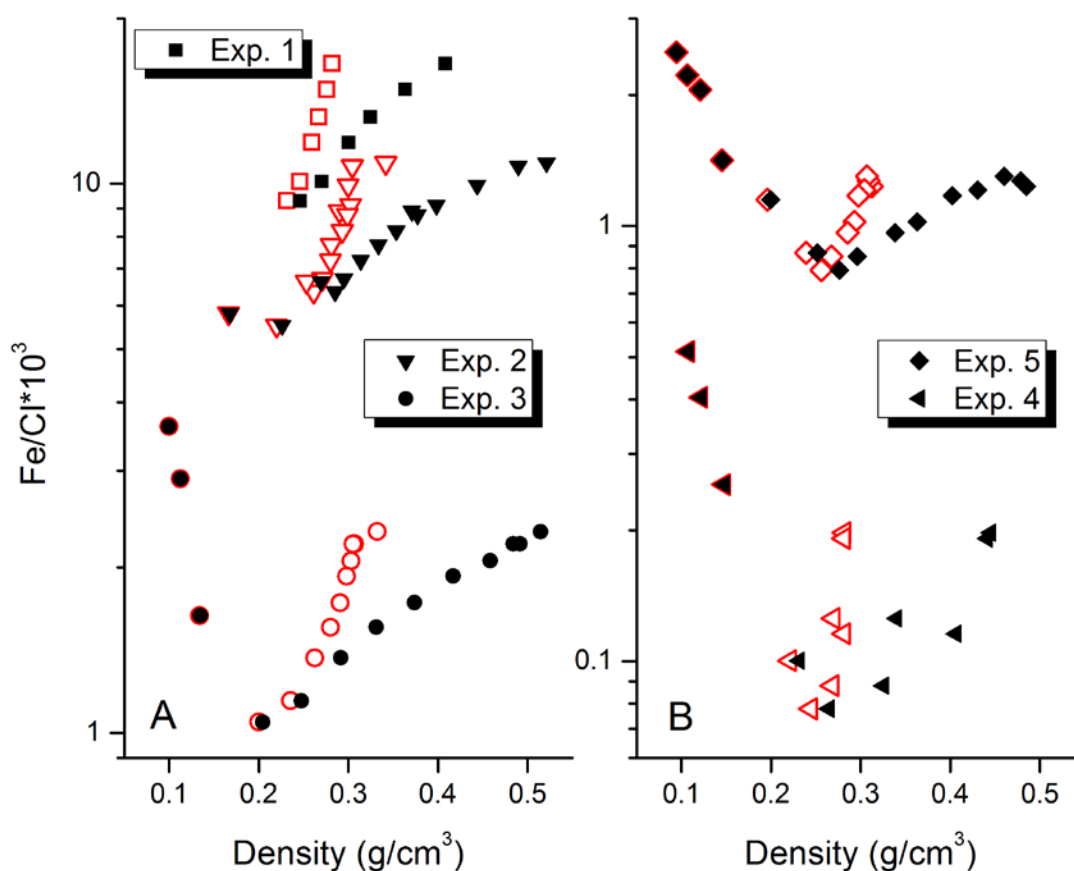 Exp. 1
10
Exp. 2
Exp. 3
1
A
0.1 0.2 0.3 0.4 0.5
Density (g/cm³)
Fe/Cl*10³
1
Exp. 5
Exp. 4
0.1
B
0.1 0.2 0.3 0.4 0.5
Density (g/cm³)